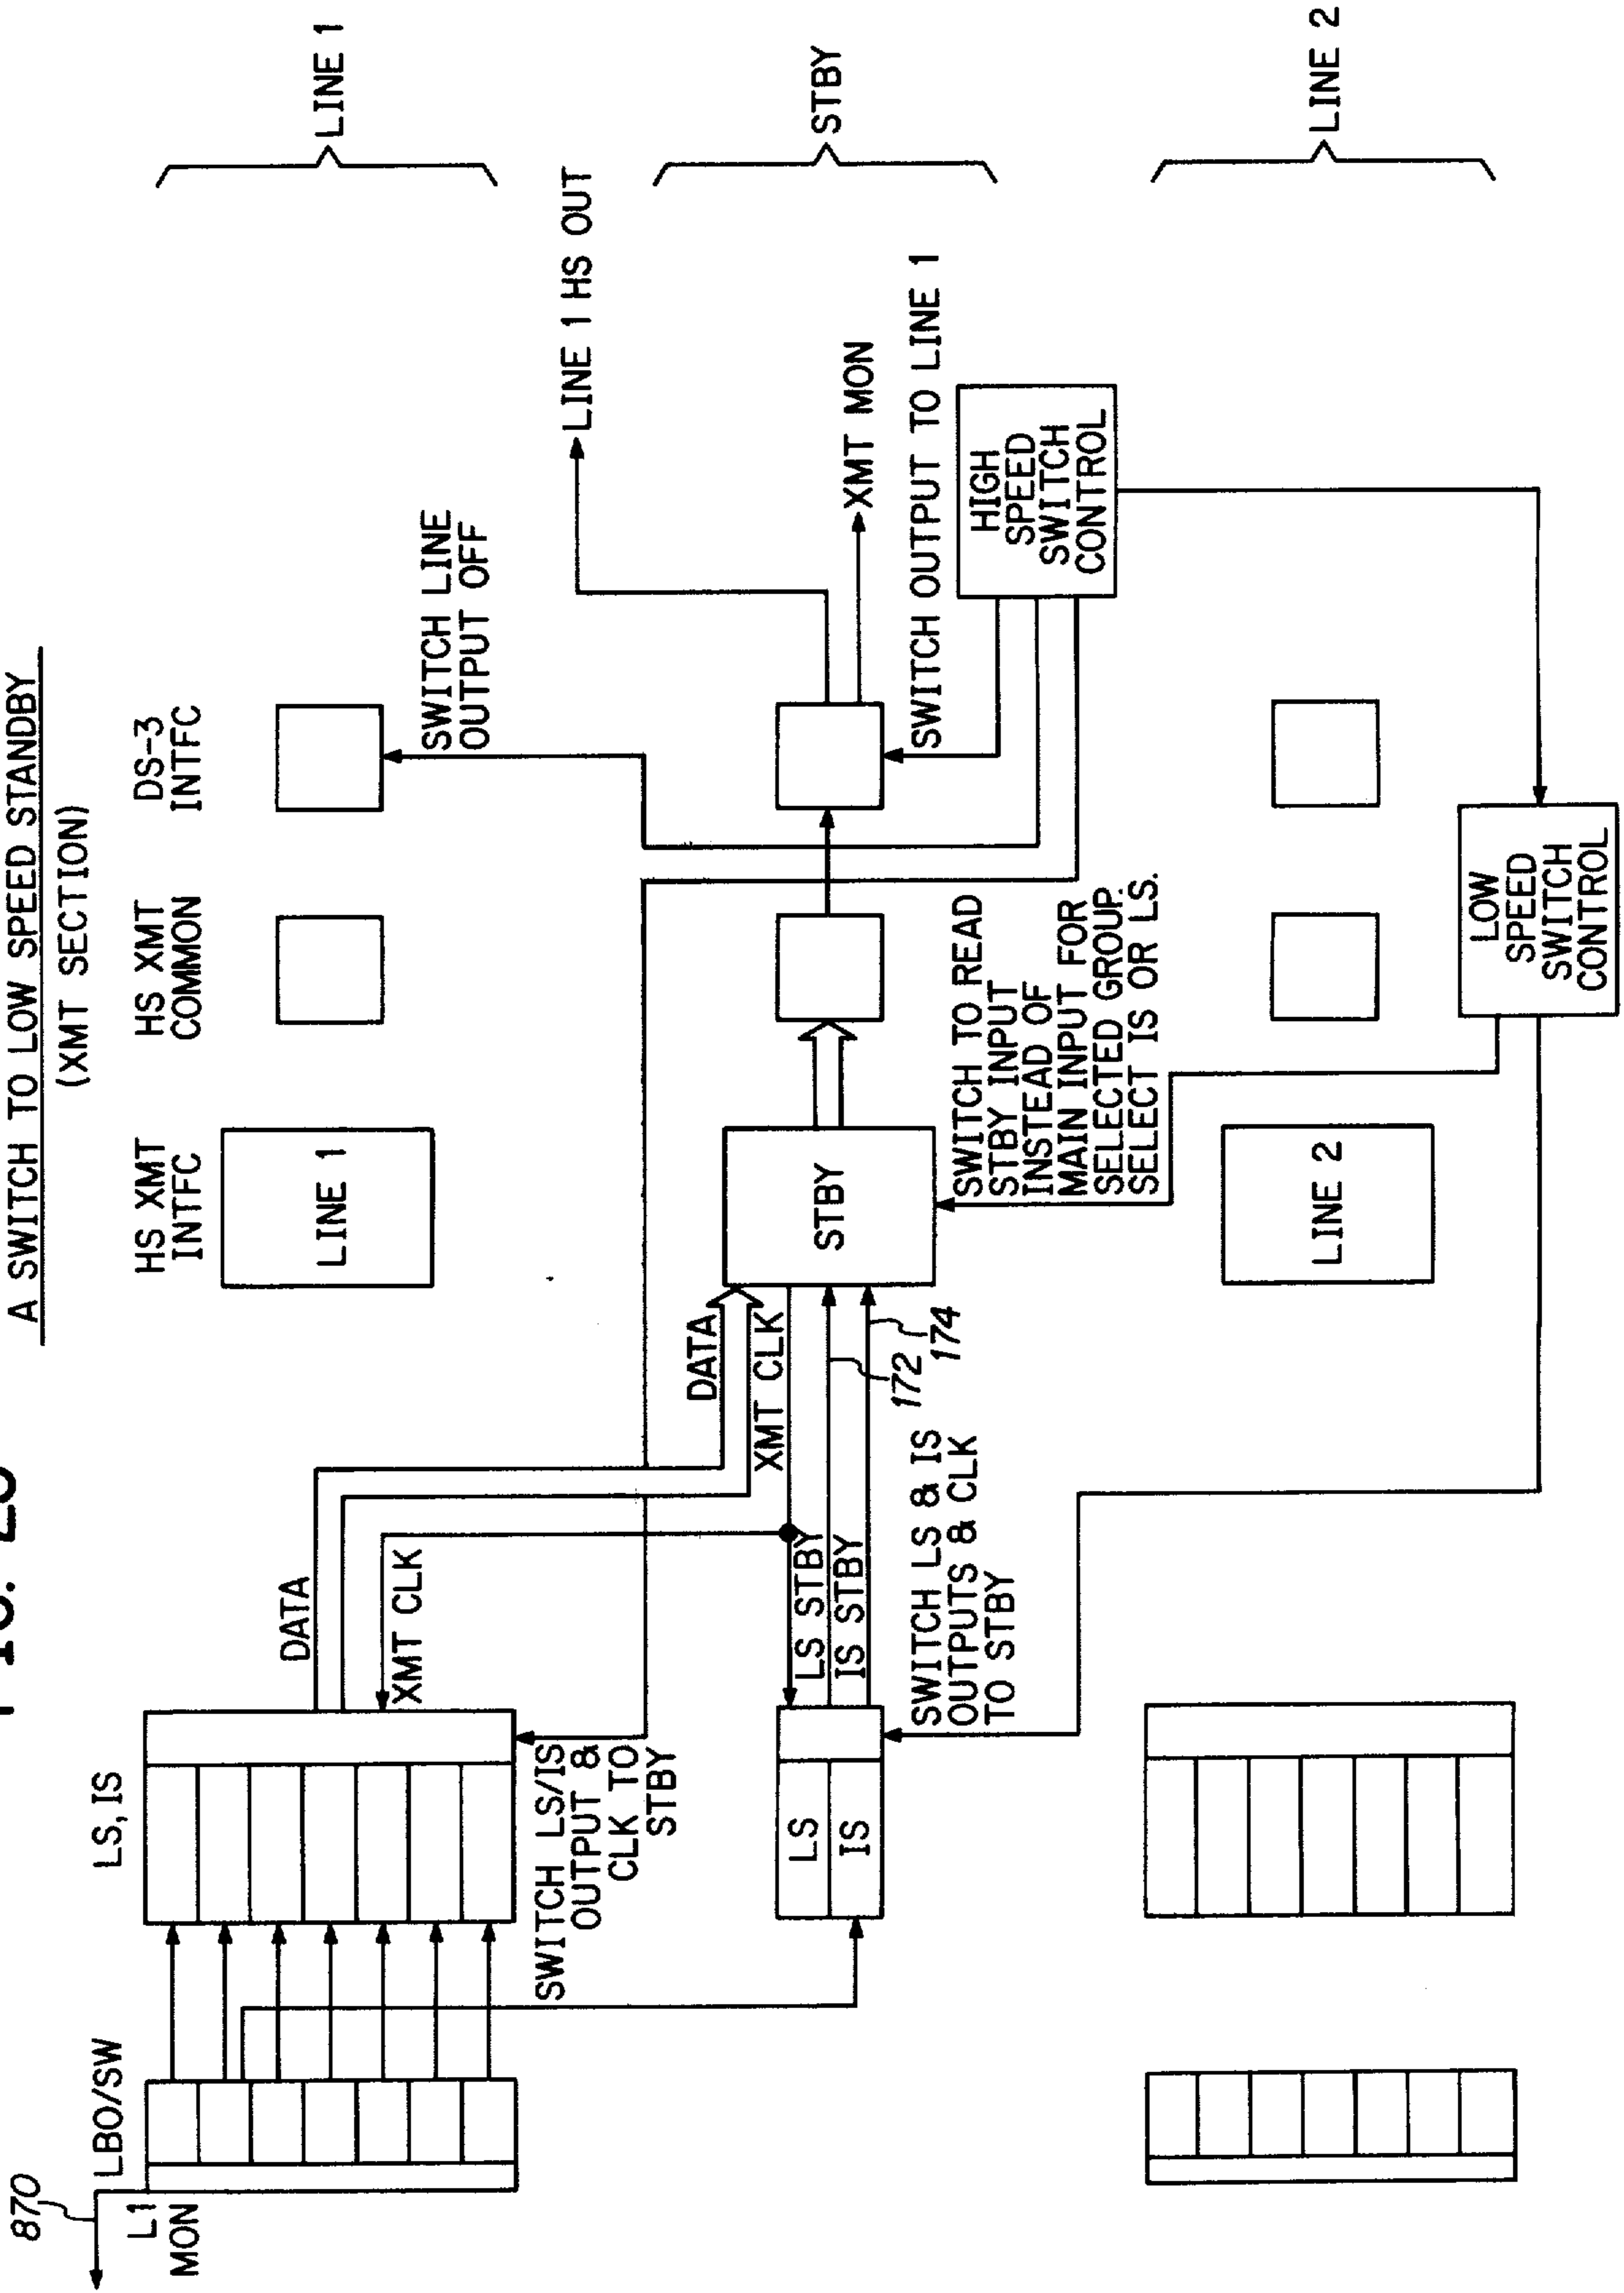 A SWITCH TO LOW SPEED STANDBY
(XMT SECTION)
870
L1
MON
LBO/SW
LS, IS
HS XMT
INTFC
HS XMT
COMMON
DS-3
INTFC
LINE 1
LINE 1
DATA
XMT CLK
SWITCH LINE
OUTPUT OFF
LINE 1 HS OUT
SWITCH LS/IS
OUTPUT &
CLK TO
STBY
DATA
XMT CLK
LS
IS
LS STBY
IS STBY
172
174
STBY
XMT MON
STBY
SWITCH LS & IS
OUTPUTS & CLK
TO STBY
SWITCH TO READ
STBY INPUT
INSTEAD OF
MAIN INPUT FOR
SELECTED GROUP.
SELECT IS OR LS.
SWITCH OUTPUT TO LINE 1
HIGH
SPEED
SWITCH
CONTROL
LINE 2
LINE 2
LOW
SPEED
SWITCH
CONTROL